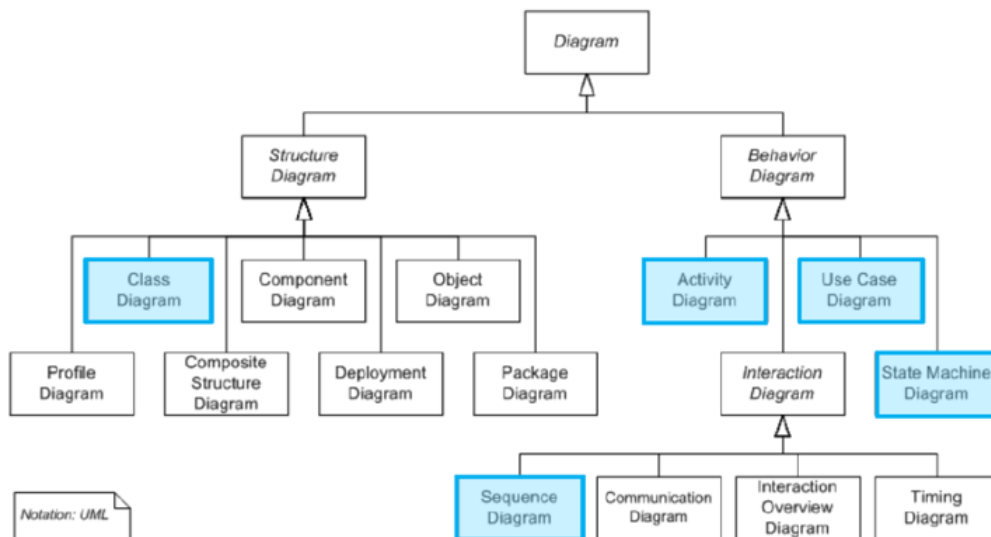 Diagram
Structure
Diagram
Behavior
Diagram
Class
Diagram
Component
Diagram
Object
Diagram
Activity
Diagram
Use Case
Diagram
Profile
Diagram
Composite
Structure
Diagram
Deployment
Diagram
Package
Diagram
Interaction
Diagram
State Machine
Diagram
Sequence
Diagram
Communication
Diagram
Interaction
Overview
Diagram
Timing
Diagram
Notation: UML